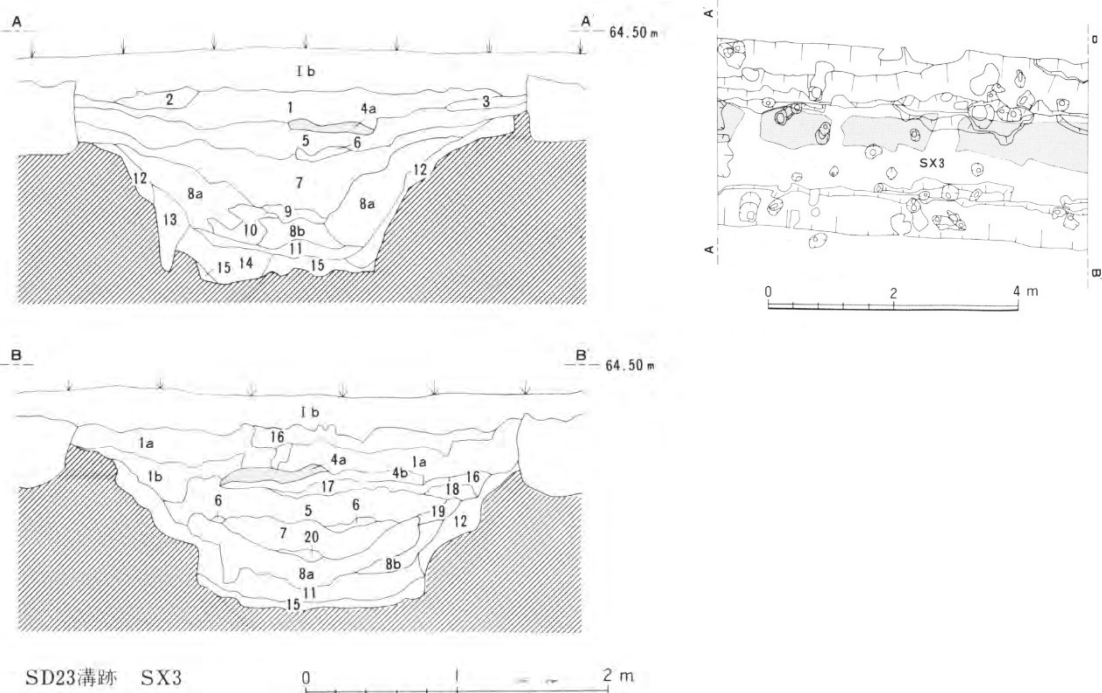 A A' 64.50 m
I b
2 1 4a 3
5 6
12 7 12
8a 8a
9
13 10 8b
11
15 14 15
B B' 64.50 m
I b
16
1a 4a 1a
1b 4b 16
17 18
6 5 6 19
7 20 12
8a 8b
11
15
SD23溝跡 SX3
0 1 2 m
A' B
SX3
A B'
0 2 4 m